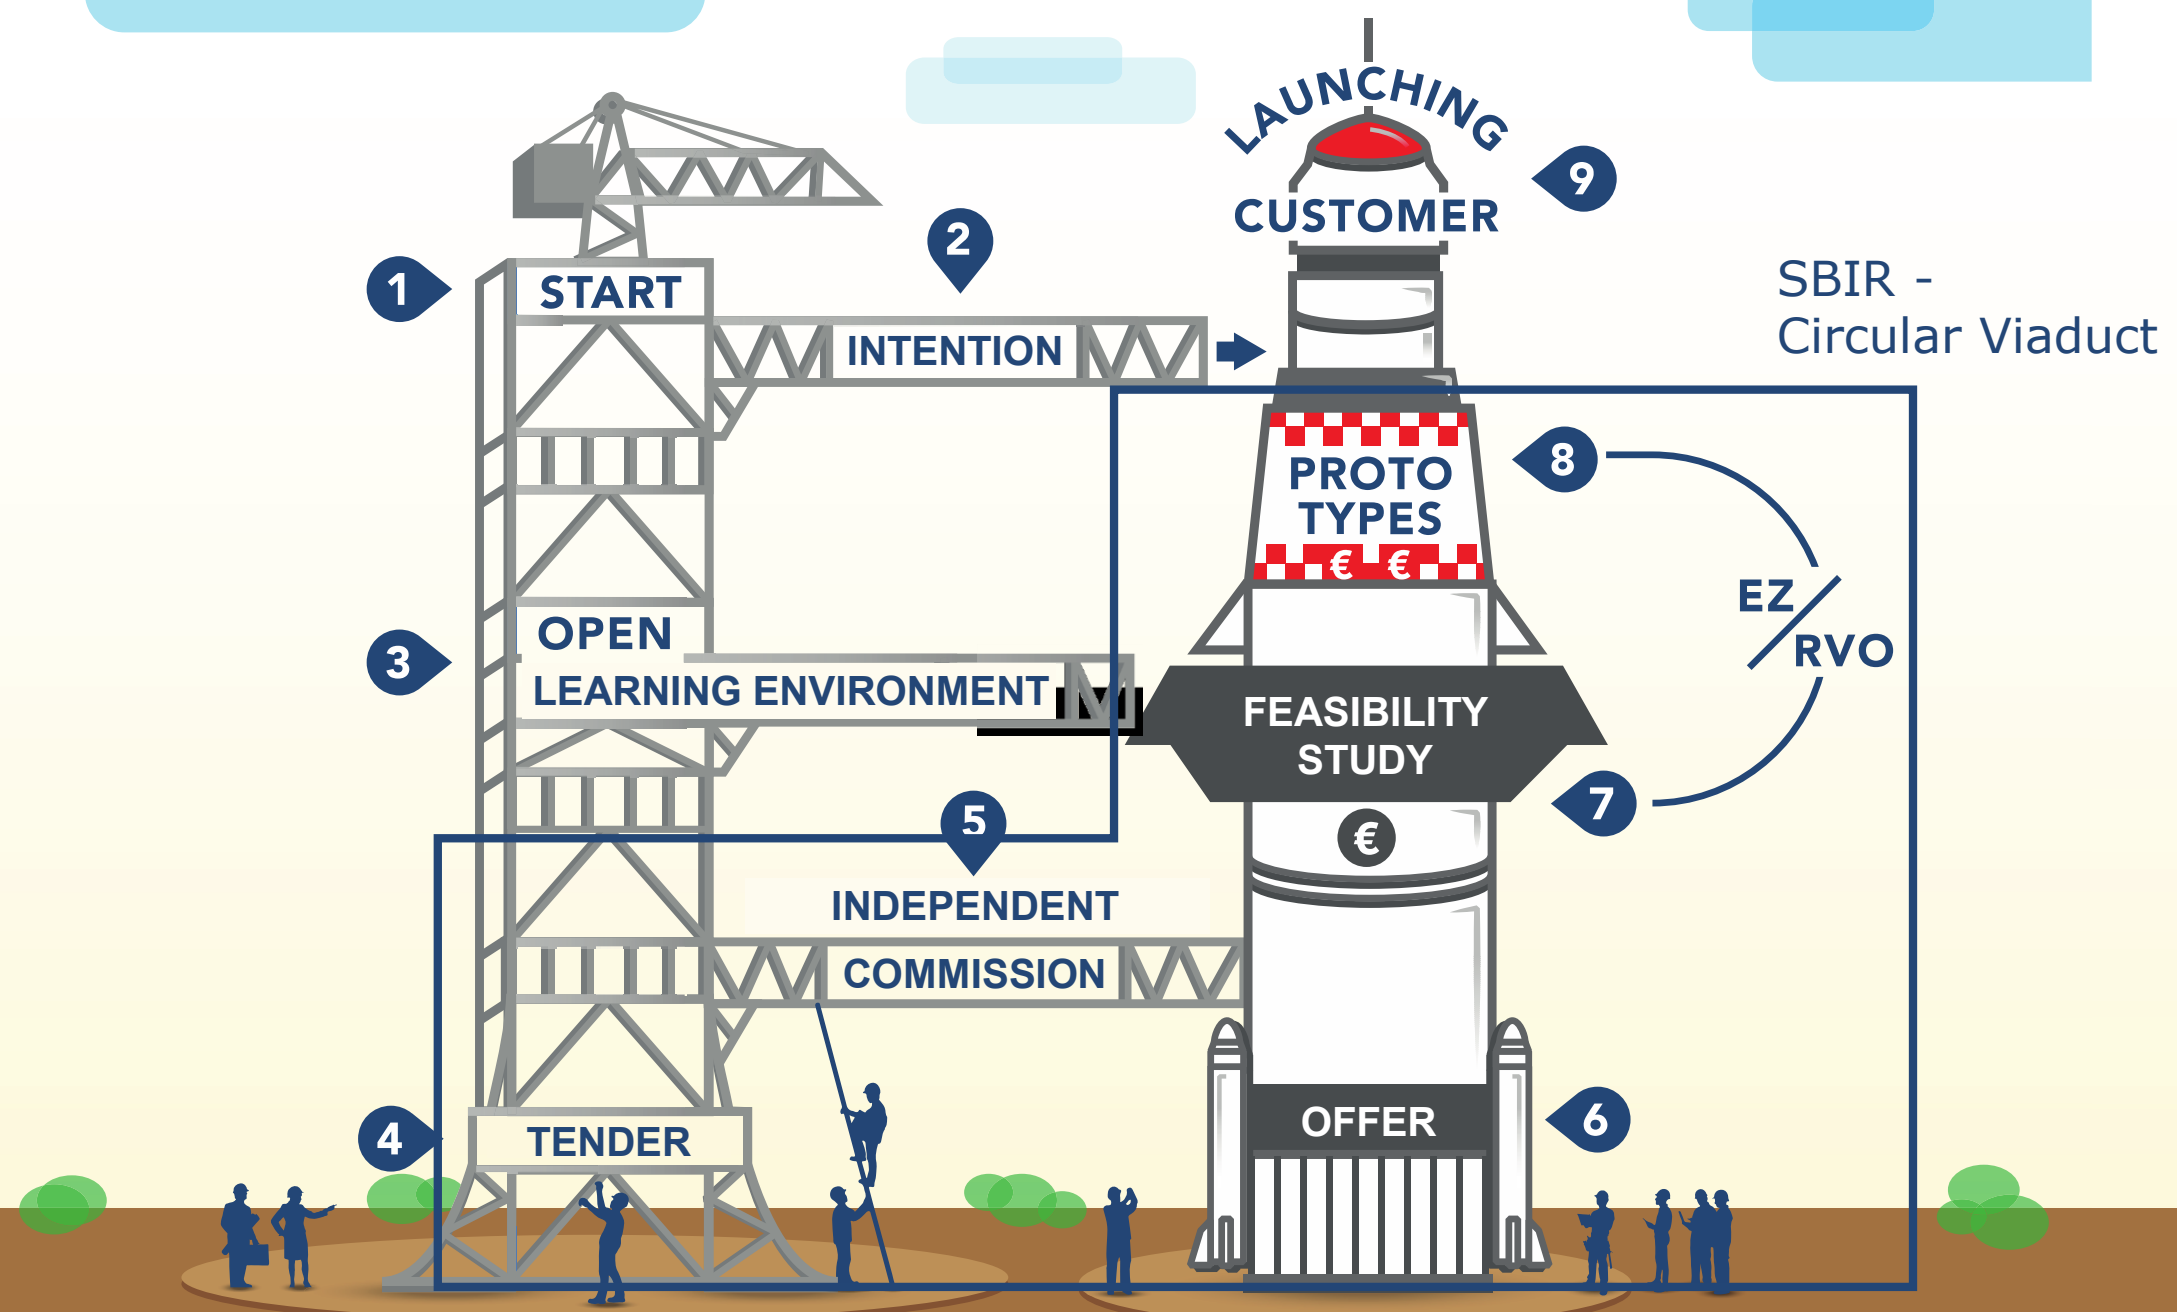 LAUNCHING
CUSTOMER
9
SBIR -
Circular Viaduct
1
START
2
INTENTION
8
PROTO
TYPES
€ €
EZ
RVO
3
OPEN
LEARNING ENVIRONMENT
FEASIBILITY
STUDY
7
€
5
INDEPENDENT
COMMISSION
4
TENDER
OFFER
6